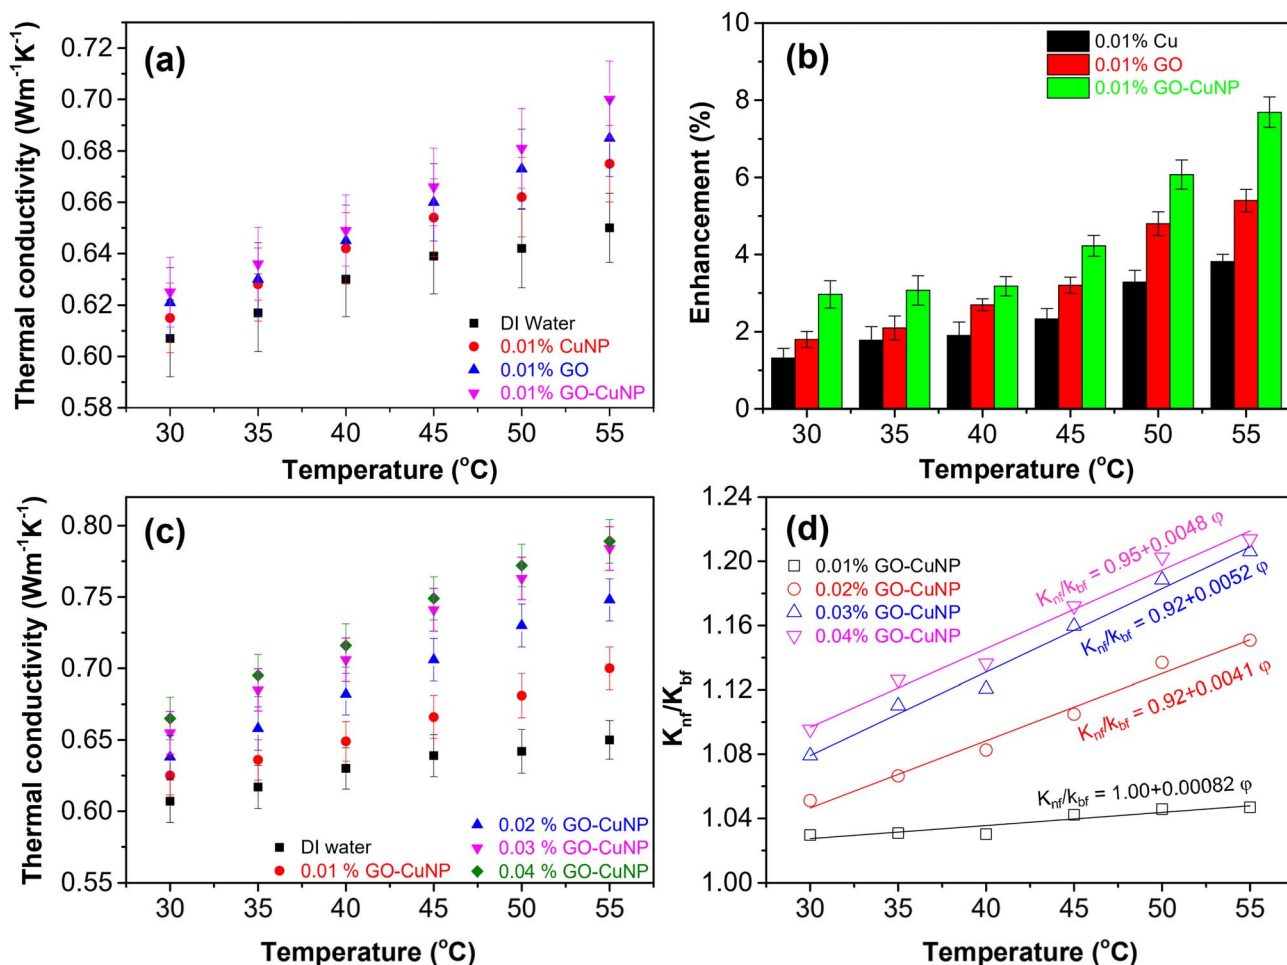 (a)
Thermal conductivity (Wm⁻¹K⁻¹)
0.72
0.70
0.68
0.66
0.64
0.62
0.60
0.58
DI Water
0.01% CuNP
0.01% GO
0.01% GO-CuNP
30 35 40 45 50 55
Temperature (°C)
(b)
Enhancement (%)
10
8
6
4
2
0
0.01% Cu
0.01% GO
0.01% GO-CuNP
30 35 40 45 50 55
Temperature (°C)
(c)
Thermal conductivity (Wm⁻¹K⁻¹)
0.80
0.75
0.70
0.65
0.60
0.55
DI water
0.01 % GO-CuNP
0.02 % GO-CuNP
0.03 % GO-CuNP
0.04 % GO-CuNP
30 35 40 45 50 55
Temperature (°C)
(d)
Kₙf/K_bf
1.24
1.20
1.16
1.12
1.08
1.04
1.00
0.01% GO-CuNP
0.02% GO-CuNP
0.03% GO-CuNP
0.04% GO-CuNP
K_nf/k_bf = 0.95+0.0048 φ
K_nf/k_bf = 0.92+0.0052 φ
K_nf/k_bf = 0.92+0.0041 φ
K_nf/k_bf = 1.00+0.00082 φ
30 35 40 45 50 55
Temperature (°C)